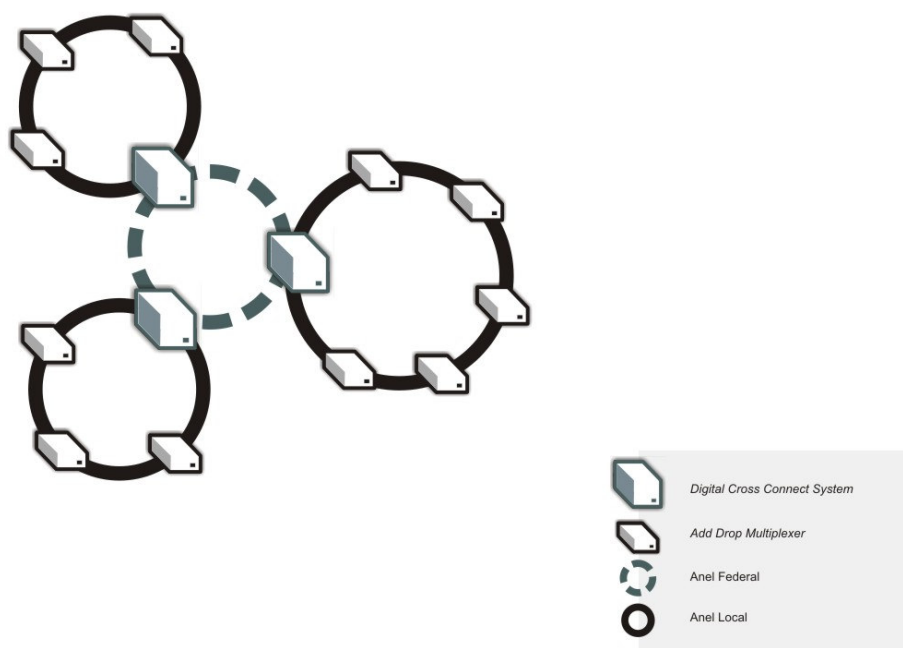 Digital Cross Connect System
Add Drop Multiplexer
Anel Federal
Anel Local